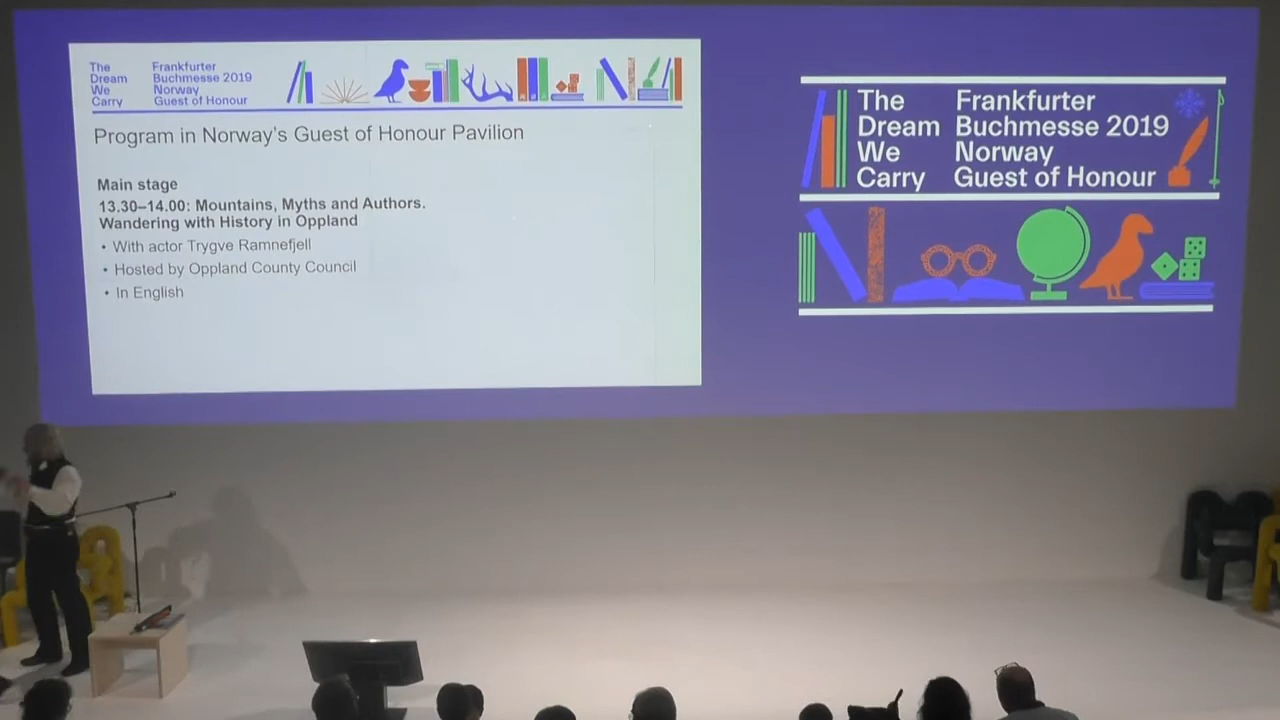 The Dream We Carry
Frankfurter Buchmesse 2019 Norway Guest of Honour
Program in Norway's Guest of Honour Pavilion
Main stage
13.30–14.00: Mountains, Myths and Authors.
Wandering with History in Oppland
• With actor Trygve Ramnefjell
• Hosted by Oppland County Council
• In English
The Frankfurter
Dream Buchmesse 2019
We Norway
Carry Guest of Honour